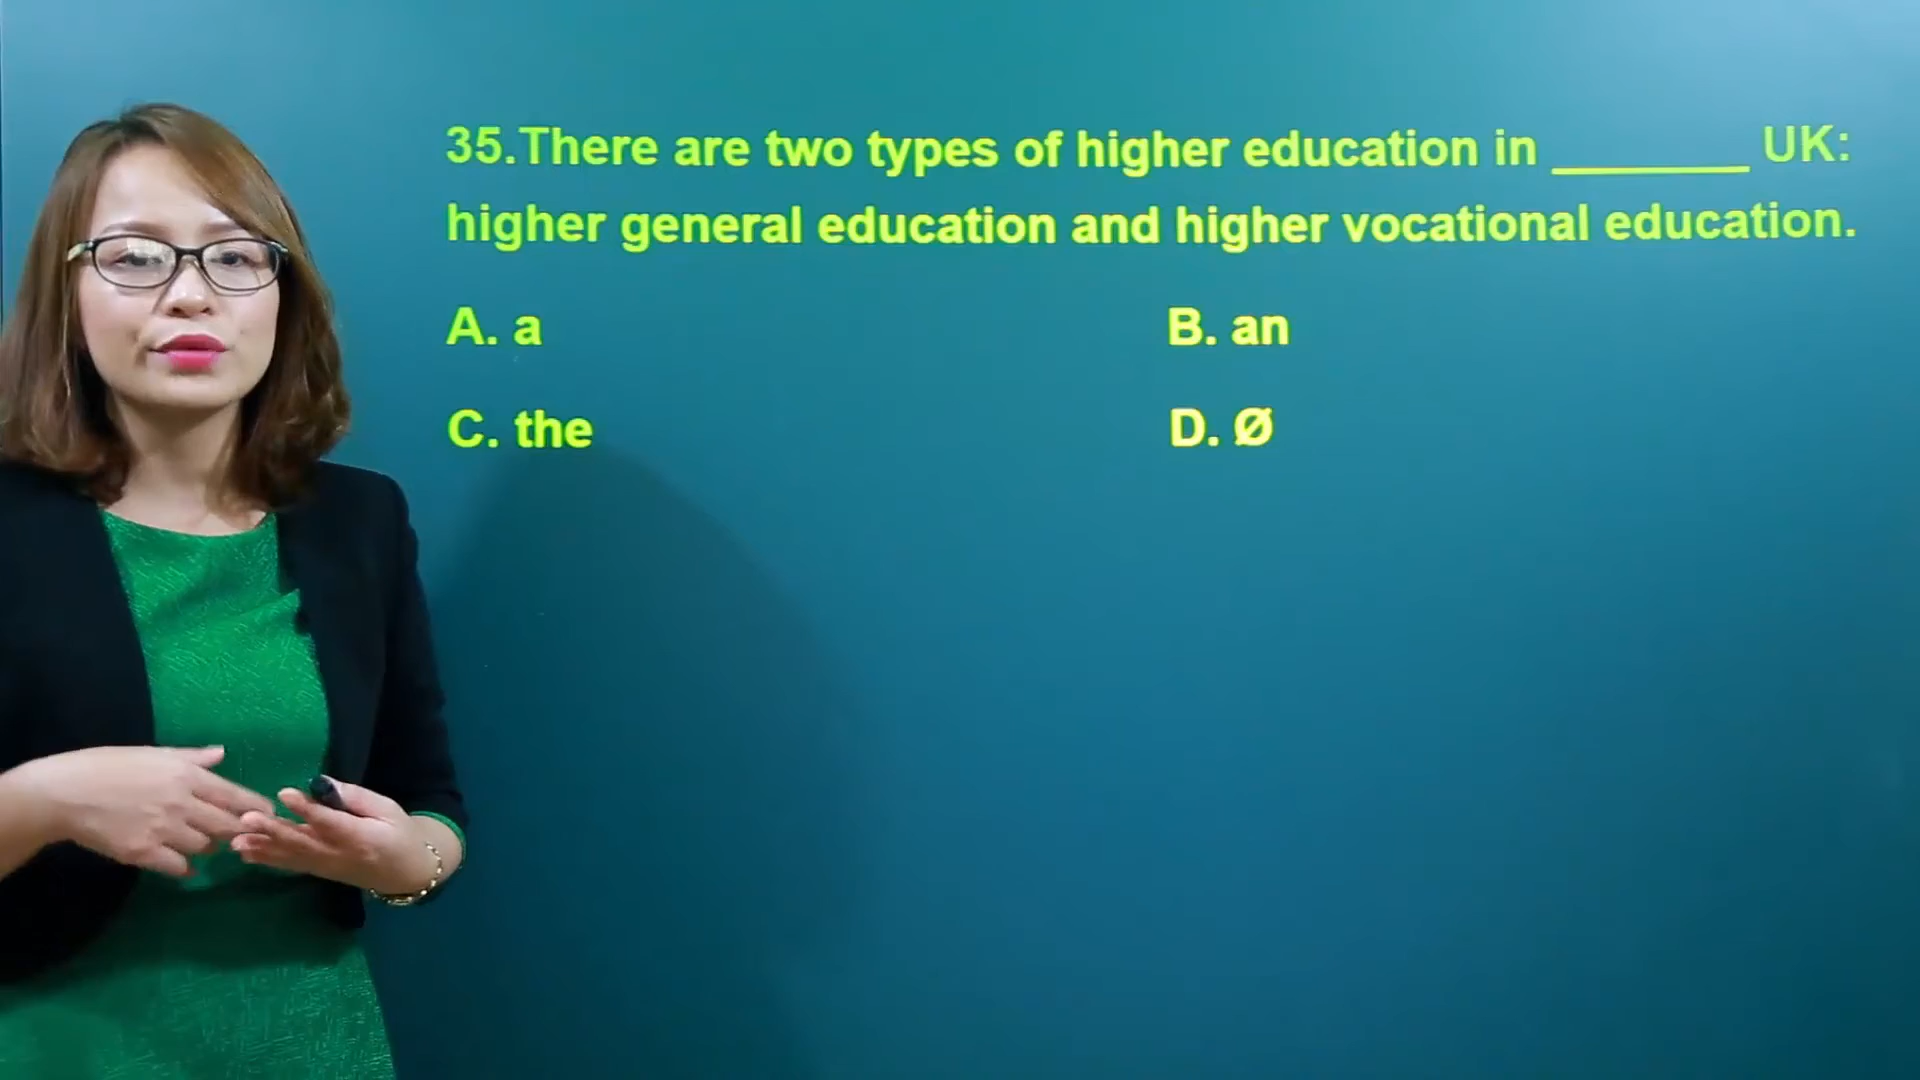 35.There are two types of higher education in _______ UK:
higher general education and higher vocational education.
A. a
B. an
C. the
D. Ø